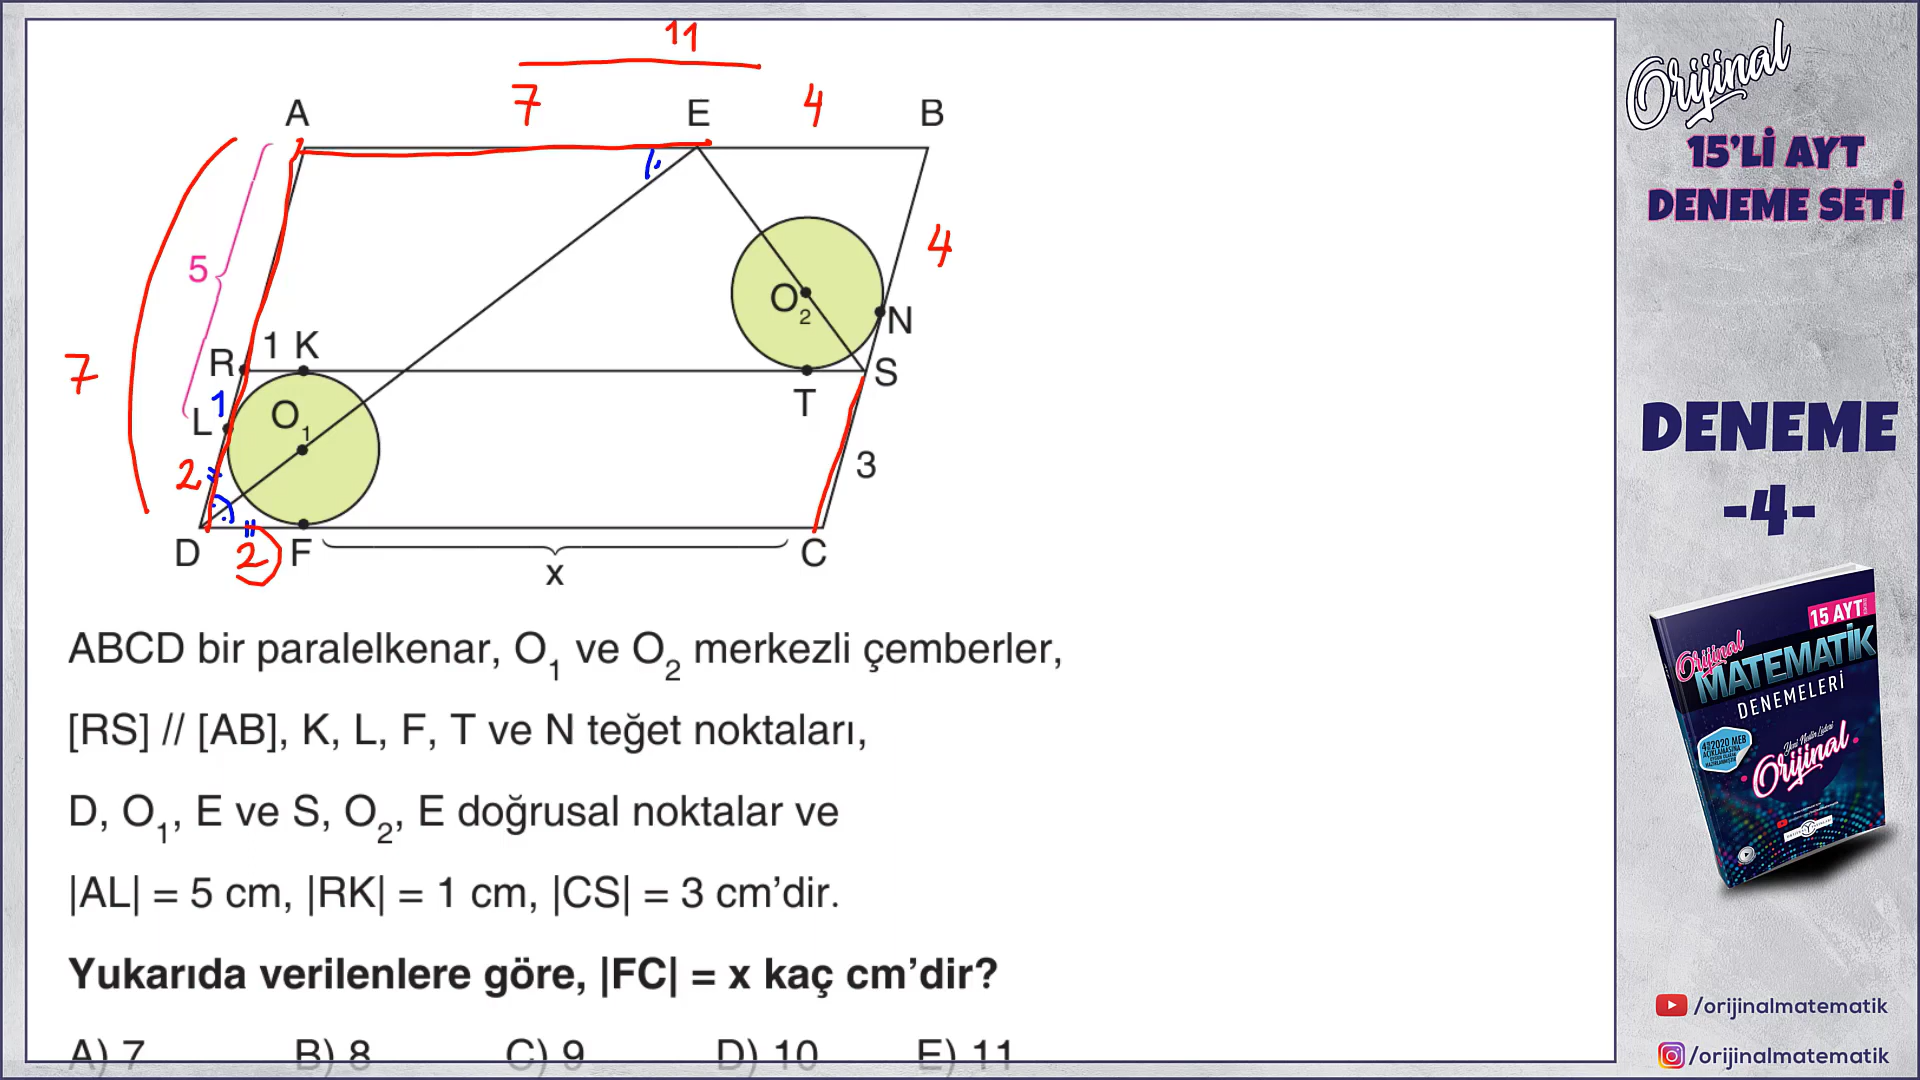 11
7
4
A
E
B
5
4
O2
N
7
R
1
K
S
1
L
O1
T
2
3
D
2
F
C
x
ABCD bir paralelkenar, O1 ve O2 merkezli çemberler,
[RS] // [AB], K, L, F, T ve N teğet noktaları,
D, O1, E ve S, O2, E doğrusal noktalar ve
|AL| = 5 cm, |RK| = 1 cm, |CS| = 3 cm’dir.
Yukarıda verilenlere göre, |FC| = x kaç cm’dir?
A) 7 B) 8 C) 9 D) 10 E) 11
Orijinal
15'Lİ AYT
DENEME SETİ
DENEME
-4-
15 AYT
Orijinal
MATEMATİK
DENEMELERİ
Orijinal
/orijinalmatematik
/orijinalmatematik